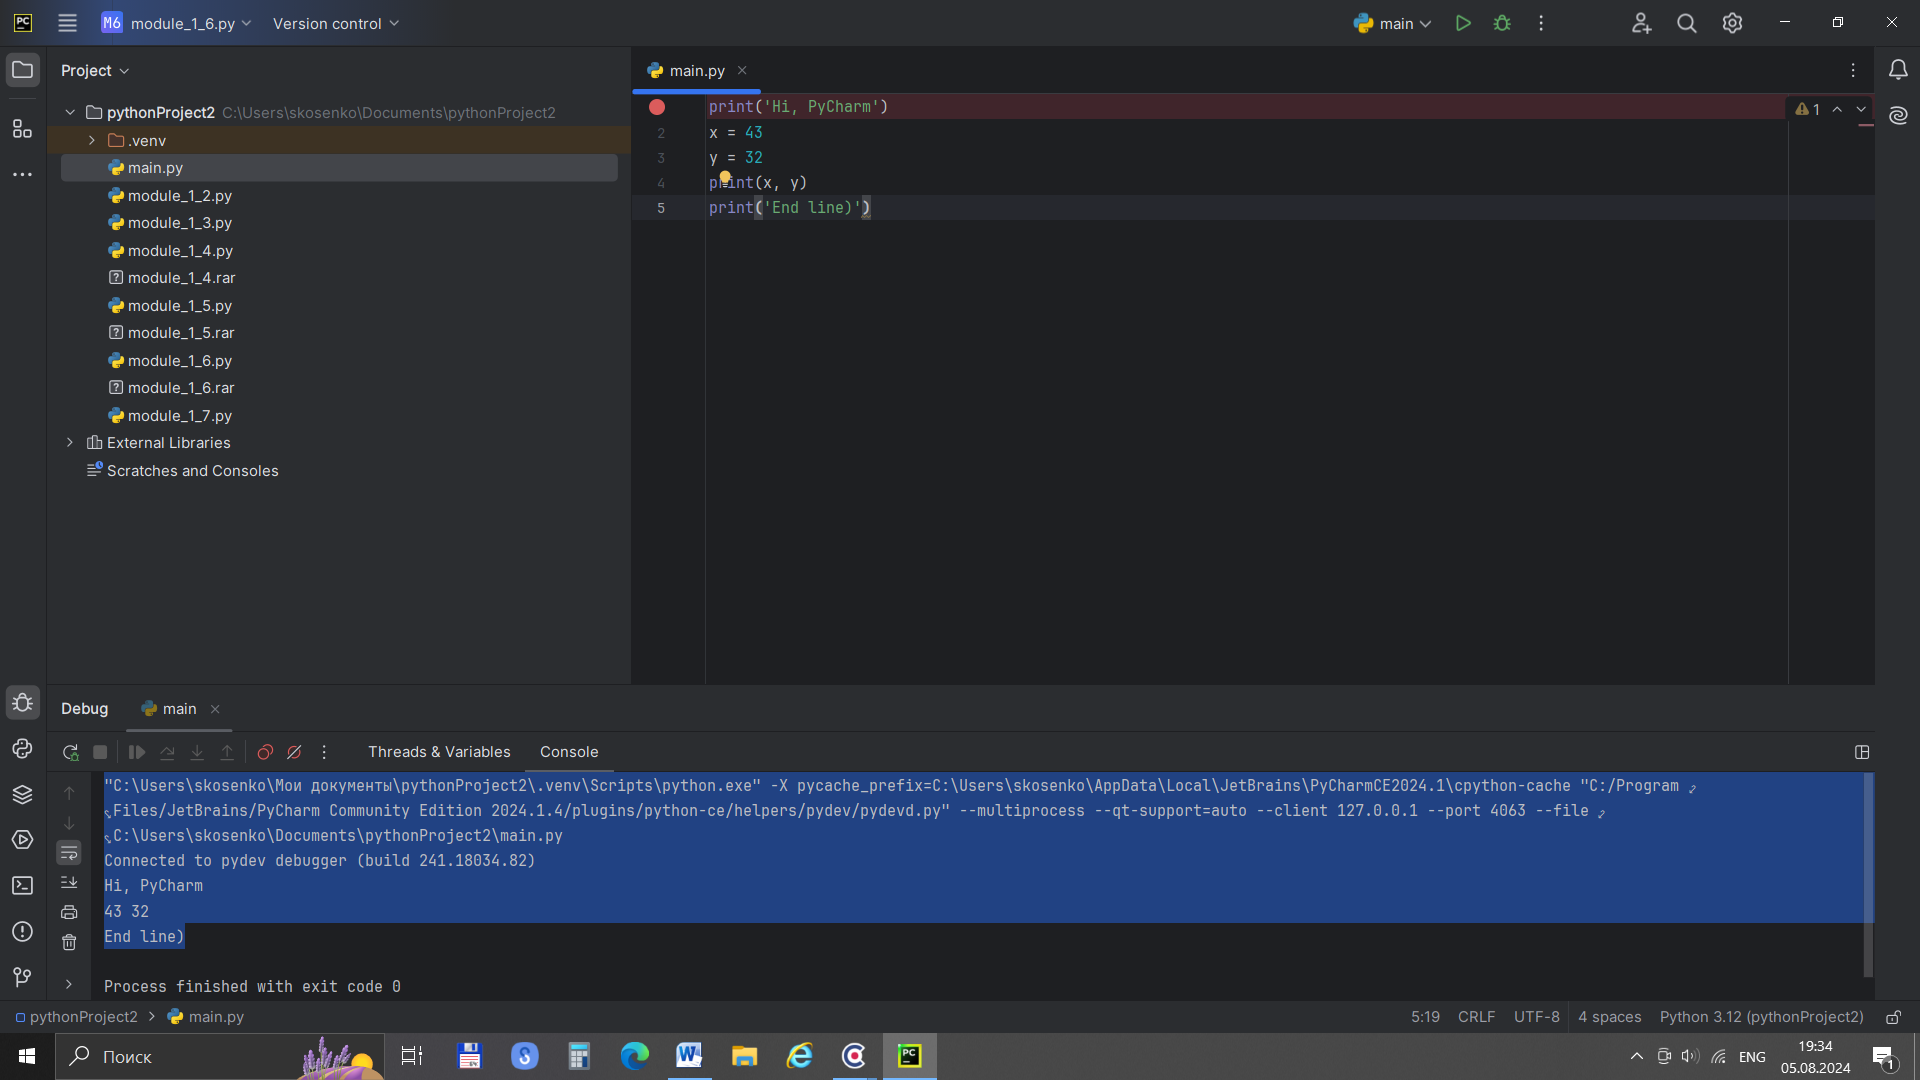 PC M6 module_1_6.py Version control main
Project
main.py
pythonProject2 C:\Users\skosenko\Documents\pythonProject2
.venv
main.py
module_1_2.py
module_1_3.py
module_1_4.py
module_1_4.rar
module_1_5.py
module_1_5.rar
module_1_6.py
module_1_6.rar
module_1_7.py
External Libraries
Scratches and Consoles
print('Hi, PyCharm')
1
2 x = 43
3 y = 32
4 print(x, y)
5 print('End line)')
Debug main
Threads & Variables Console
"C:\Users\skosenko\Мои документы\pythonProject2\.venv\Scripts\python.exe" -X pycache_prefix=C:\Users\skosenko\AppData\Local\JetBrains\PyCharmCE2024.1\cpython-cache "C:/Program
Files/JetBrains/PyCharm Community Edition 2024.1.4/plugins/python-ce/helpers/pydev/pydevd.py" --multiprocess --qt-support=auto --client 127.0.0.1 --port 4063 --file
C:\Users\skosenko\Documents\pythonProject2\main.py
Connected to pydev debugger (build 241.18034.82)
Hi, PyCharm
43 32
End line)
Process finished with exit code 0
pythonProject2 main.py 5:19 CRLF UTF-8 4 spaces Python 3.12 (pythonProject2)
Поиск
PC
ENG
19:34
05.08.2024
1